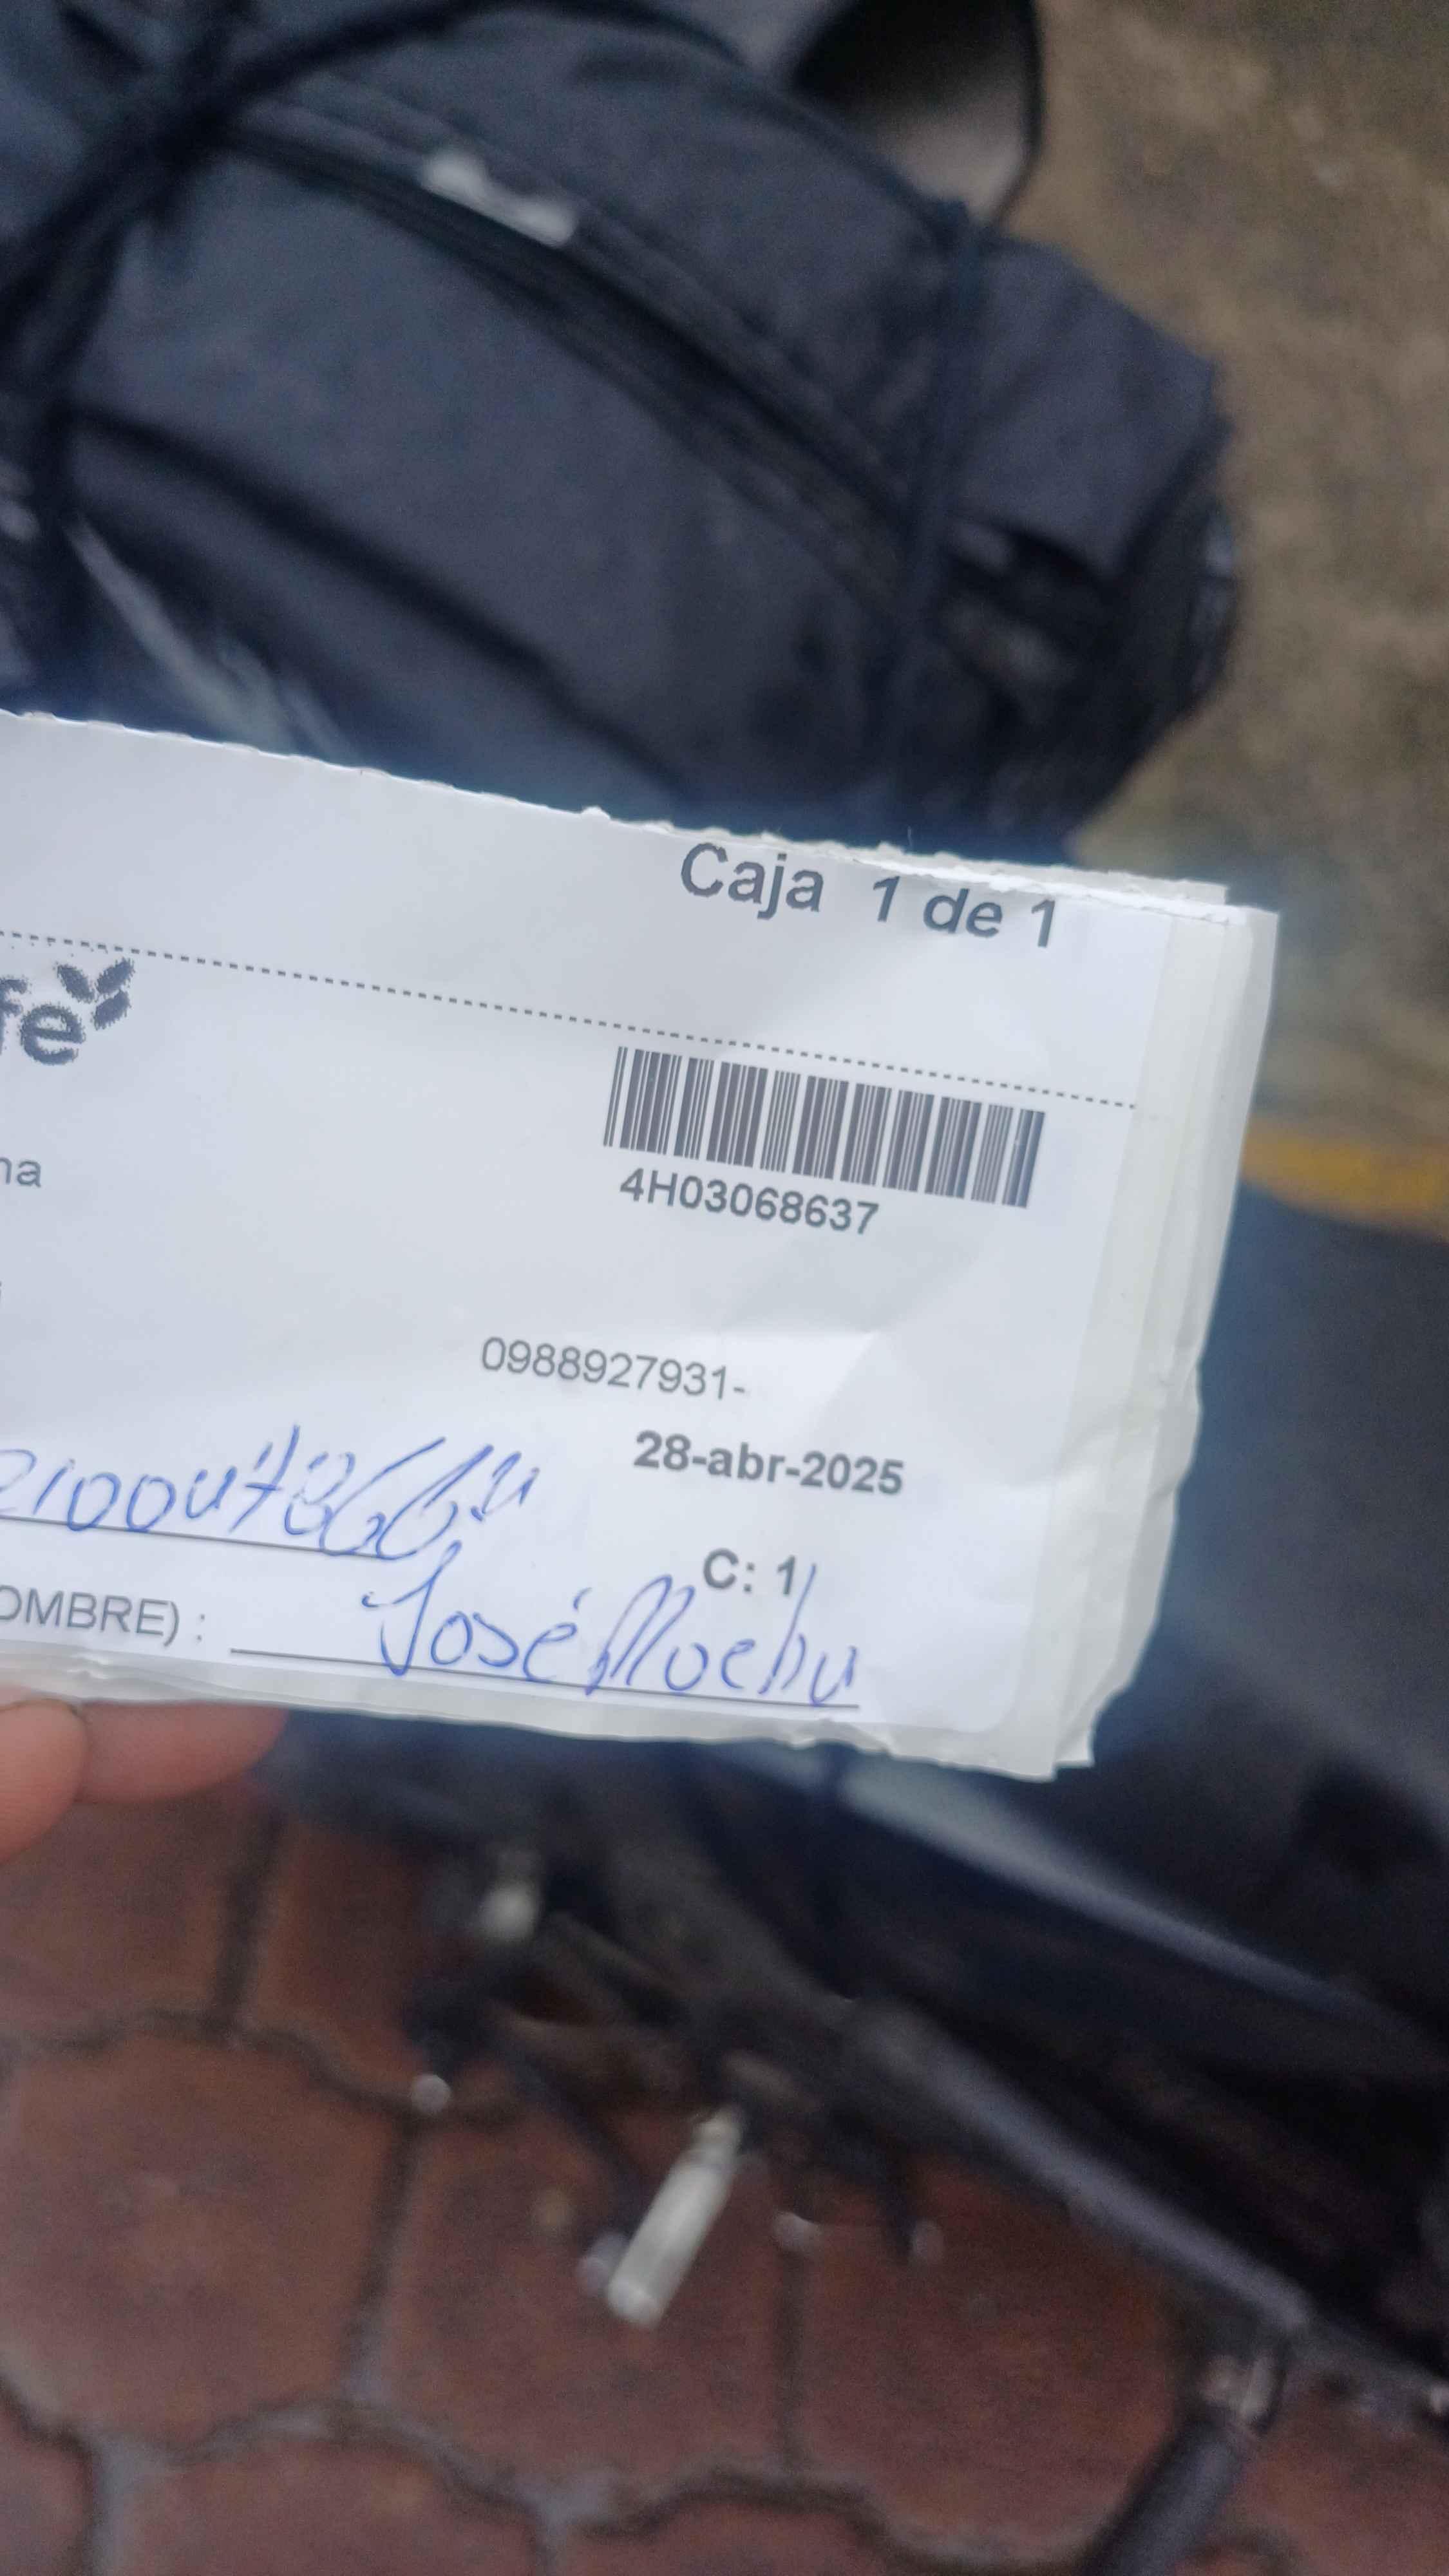 Caja 1 de 1
fe
na
4H03068637
0988927931-
28-abr-2025
C: 1
OMBRE) : José